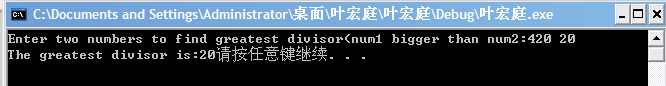 C:\Documents and Settings\Administrator\桌面\叶宏庭\叶宏庭\Debug\叶宏庭.exe
Enter two numbers to find greatest divisor(num1 bigger than num2:420 20
The greatest divisor is:20请按任意键继续. . .